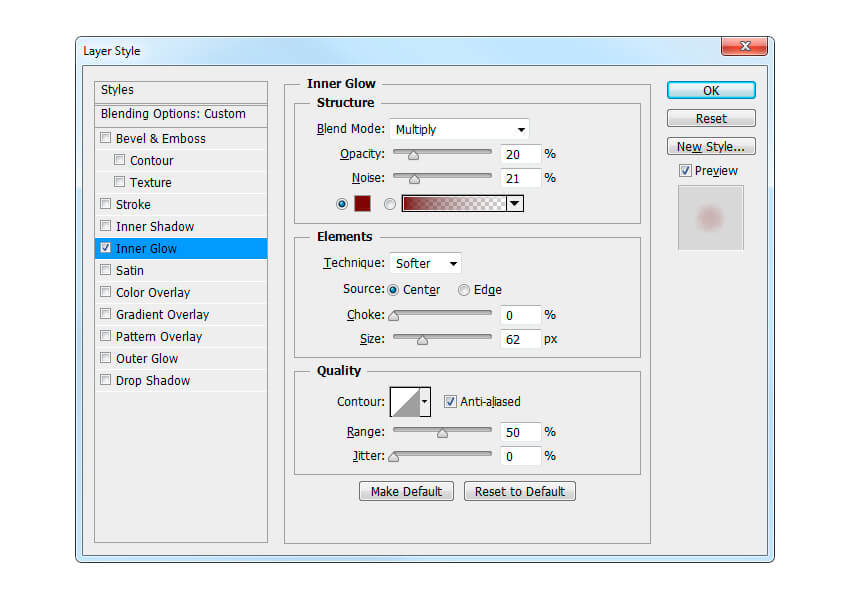 Layer Style
Styles
Blending Options: Custom
Bevel & Emboss
Contour
Texture
Stroke
Inner Shadow
Inner Glow
Satin
Color Overlay
Gradient Overlay
Pattern Overlay
Outer Glow
Drop Shadow
Inner Glow
Structure
Blend Mode: Multiply
Opacity: 20 %
Noise: 21 %
Elements
Technique: Softer
Source: Center Edge
Choke: 0 %
Size: 62 px
Quality
Contour: Anti-aliased
Range: 50 %
Jitter: 0 %
Make Default Reset to Default
OK
Reset
New Style...
Preview